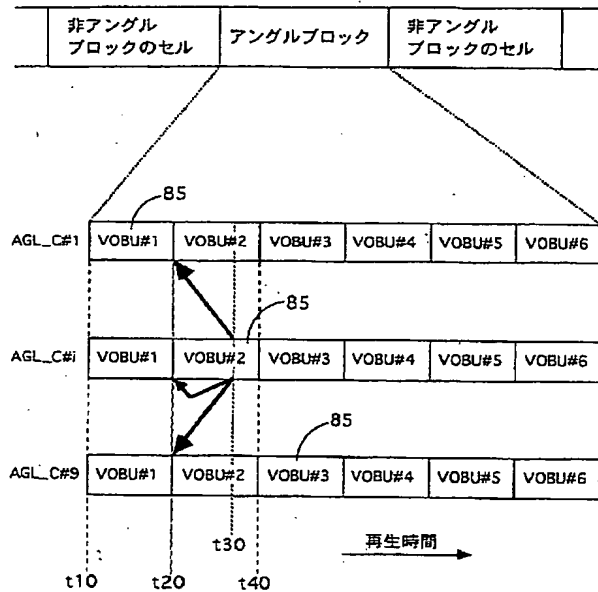 非アングル
ブロックのセル
アングルブロック
非アングル
ブロックのセル
85
AGL_C#1 VOBU#1 VOBU#2 VOBU#3 VOBU#4 VOBU#5 VOBU#6
85
AGL_C#i VOBU#1 VOBU#2 VOBU#3 VOBU#4 VOBU#5 VOBU#6
85
AGL_C#9 VOBU#1 VOBU#2 VOBU#3 VOBU#4 VOBU#5 VOBU#6
t30
再生時間
t10 t20 t40